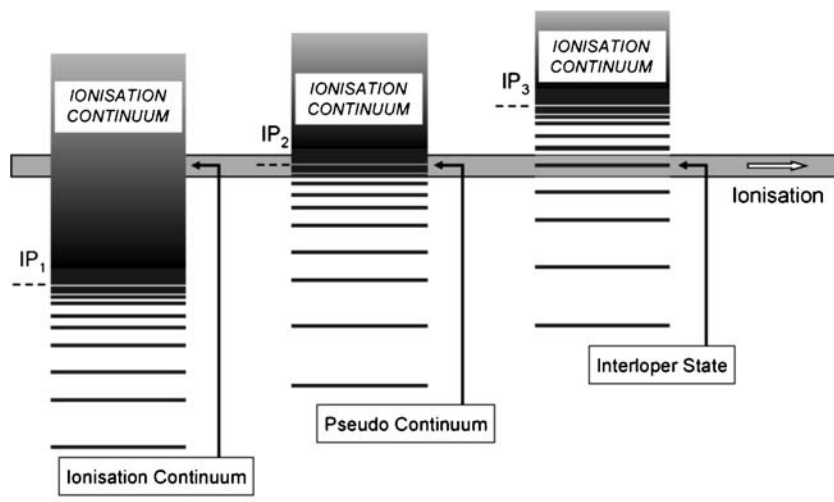 IONISATION
CONTINUUM
IP1
Ionisation Continuum
IONISATION
CONTINUUM
IP2
Pseudo Continuum
IONISATION
CONTINUUM
IP3
Ionisation
Interloper State